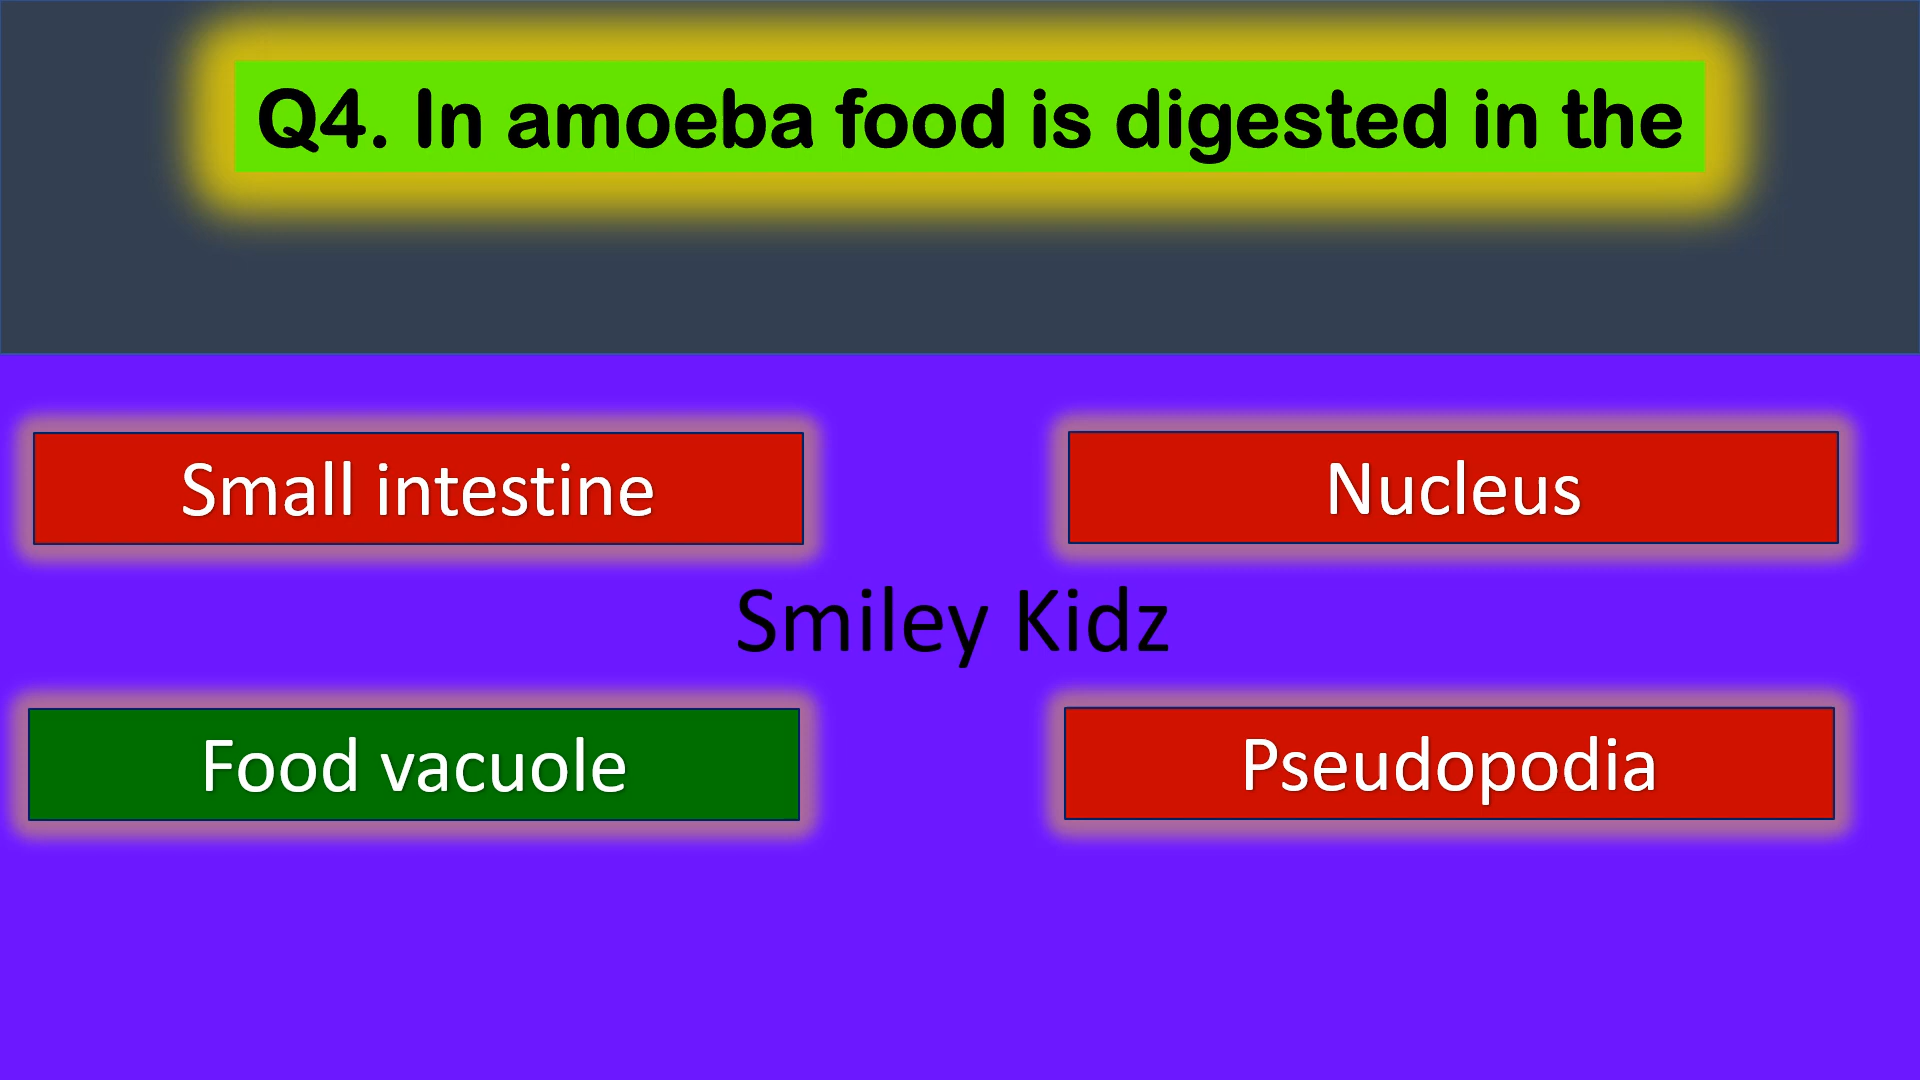 Q4. In amoeba food is digested in the
Small intestine
Nucleus
Smiley Kidz
Food vacuole
Pseudopodia